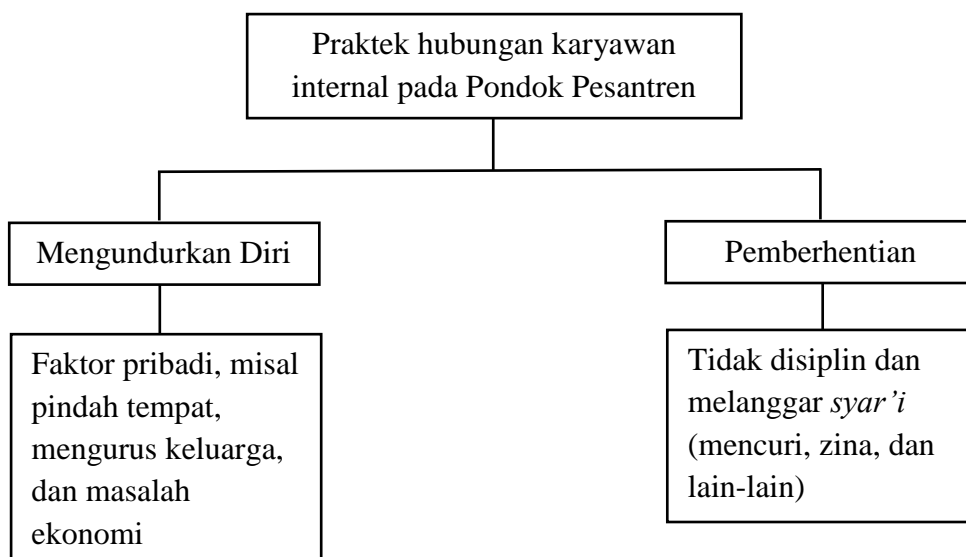 Praktek hubungan karyawan
internal pada Pondok Pesantren
Mengundurkan Diri
Pemberhentian
Faktor pribadi, misal
pindah tempat,
mengurus keluarga,
dan masalah
ekonomi
Tidak disiplin dan
melanggar syar’i
(mencuri, zina, dan
lain-lain)